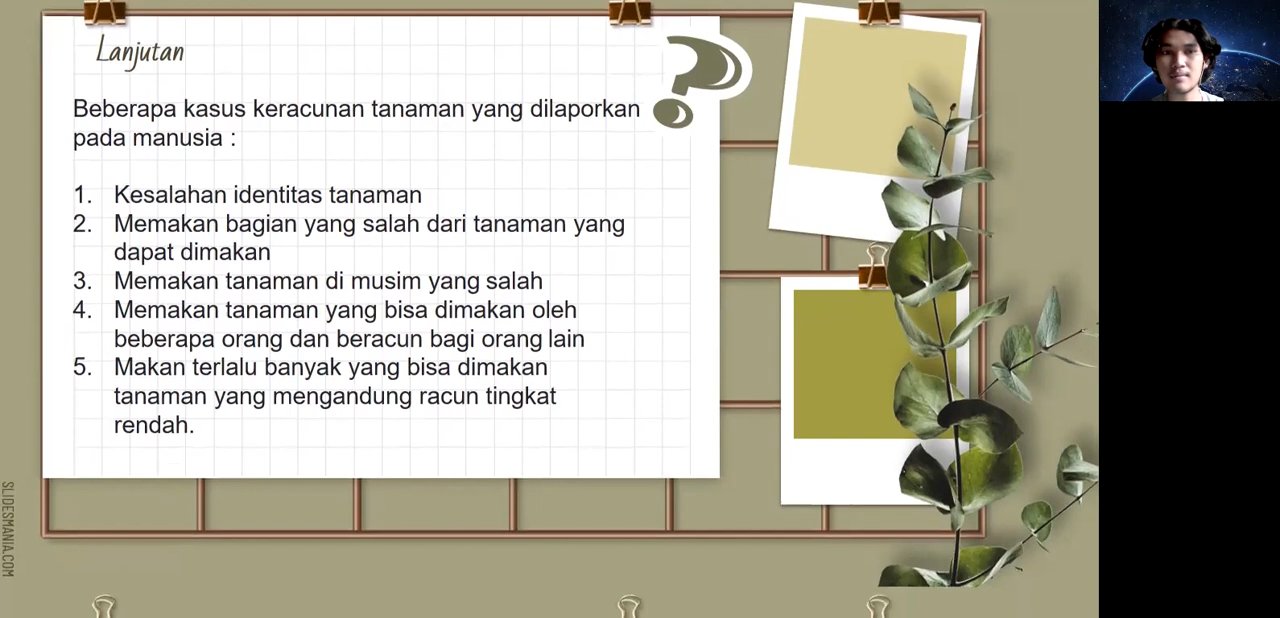 Lanjutan
Beberapa kasus keracunan tanaman yang dilaporkan
pada manusia :
1. Kesalahan identitas tanaman
2. Memakan bagian yang salah dari tanaman yang
dapat dimakan
3. Memakan tanaman di musim yang salah
4. Memakan tanaman yang bisa dimakan oleh
beberapa orang dan beracun bagi orang lain
5. Makan terlalu banyak yang bisa dimakan
tanaman yang mengandung racun tingkat
rendah.
?
SLIDESMANIA.COM